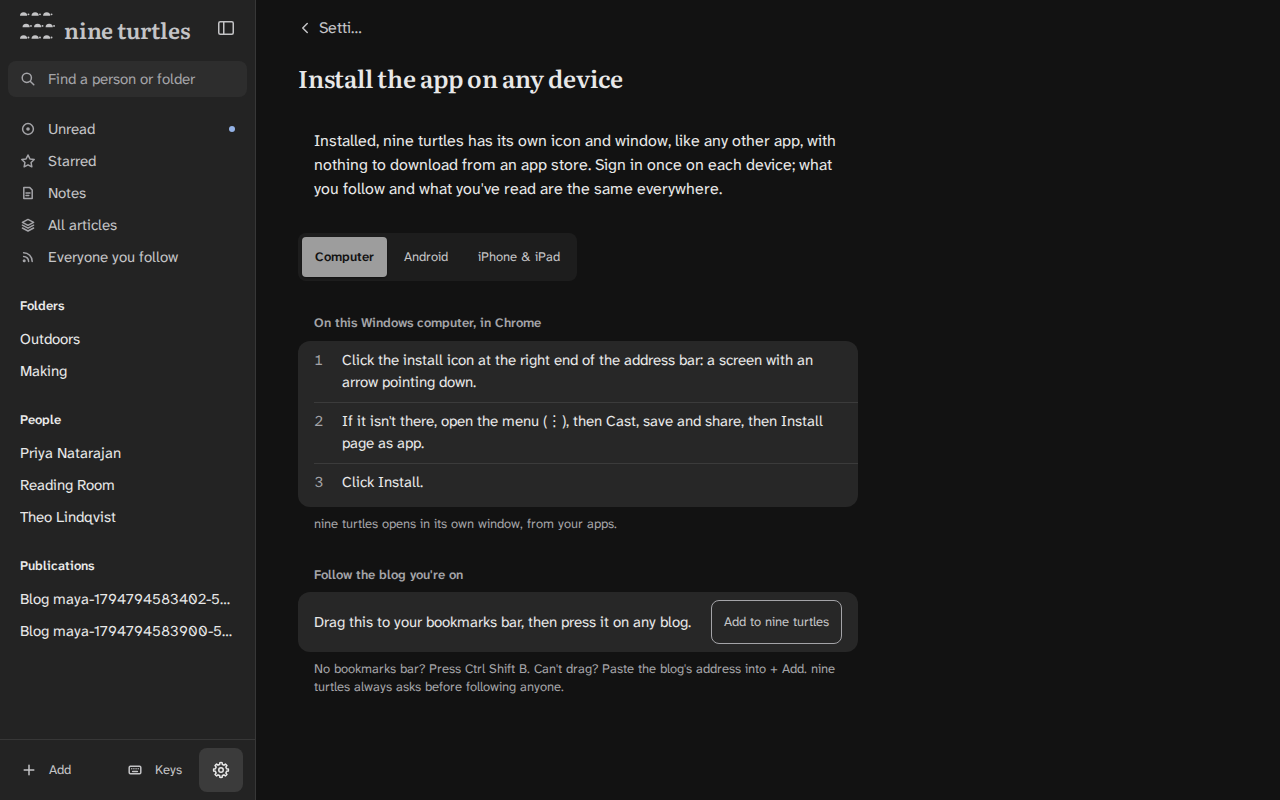 nine turtles
Find a person or folder
Unread
Starred
Notes
All articles
Everyone you follow
Folders
Outdoors
Making
People
Priya Natarajan
Reading Room
Theo Lindqvist
Publications
Blog maya-1794794583402-5...
Blog maya-1794794583900-5...
Add
Keys
Setti...
Install the app on any device
Installed, nine turtles has its own icon and window, like any other app, with
nothing to download from an app store. Sign in once on each device; what
you follow and what you've read are the same everywhere.
Computer Android iPhone & iPad
On this Windows computer, in Chrome
1 Click the install icon at the right end of the address bar: a screen with an
arrow pointing down.
2 If it isn't there, open the menu (⋮), then Cast, save and share, then Install
page as app.
3 Click Install.
nine turtles opens in its own window, from your apps.
Follow the blog you're on
Drag this to your bookmarks bar, then press it on any blog. Add to nine turtles
No bookmarks bar? Press Ctrl Shift B. Can't drag? Paste the blog's address into + Add. nine
turtles always asks before following anyone.